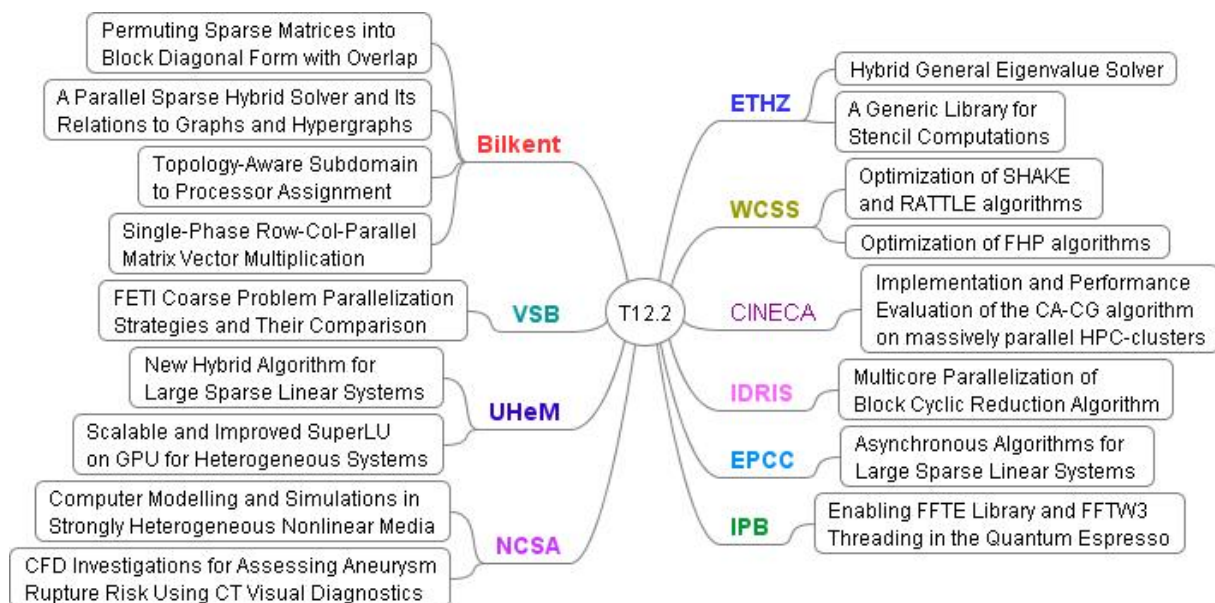 Permuting Sparse Matrices into
Block Diagonal Form with Overlap
A Parallel Sparse Hybrid Solver and Its
Relations to Graphs and Hypergraphs
Topology-Aware Subdomain
to Processor Assignment
Single-Phase Row-Col-Parallel
Matrix Vector Multiplication
Bilkent
FETI Coarse Problem Parallelization
Strategies and Their Comparison
VSB
New Hybrid Algorithm for
Large Sparse Linear Systems
Scalable and Improved SuperLU
on GPU for Heterogeneous Systems
UHeM
Computer Modelling and Simulations in
Strongly Heterogeneous Nonlinear Media
CFD Investigations for Assessing Aneurysm
Rupture Risk Using CT Visual Diagnostics
NCSA
T12.2
ETHZ
Hybrid General Eigenvalue Solver
A Generic Library for
Stencil Computations
WCSS
Optimization of SHAKE
and RATTLE algorithms
Optimization of FHP algorithms
CINECA
Implementation and Performance
Evaluation of the CA-CG algorithm
on massively parallel HPC-clusters
IDRIS
Multicore Parallelization of
Block Cyclic Reduction Algorithm
EPCC
Asynchronous Algorithms for
Large Sparse Linear Systems
IPB
Enabling FFTE Library and FFTW3
Threading in the Quantum Espresso